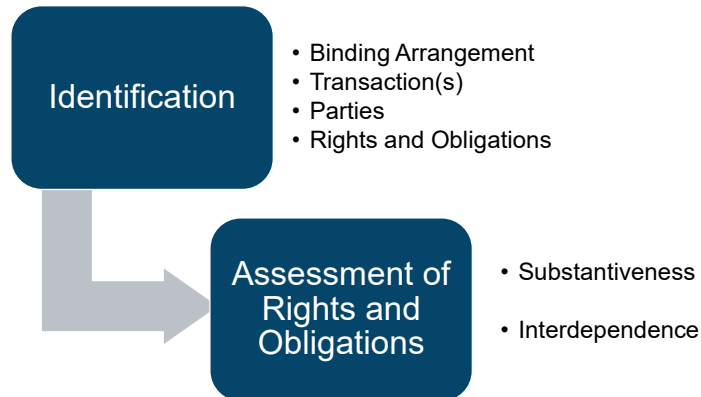 Identification
• Binding Arrangement
• Transaction(s)
• Parties
• Rights and Obligations
Assessment of
Rights and
Obligations
• Substantiveness
• Interdependence